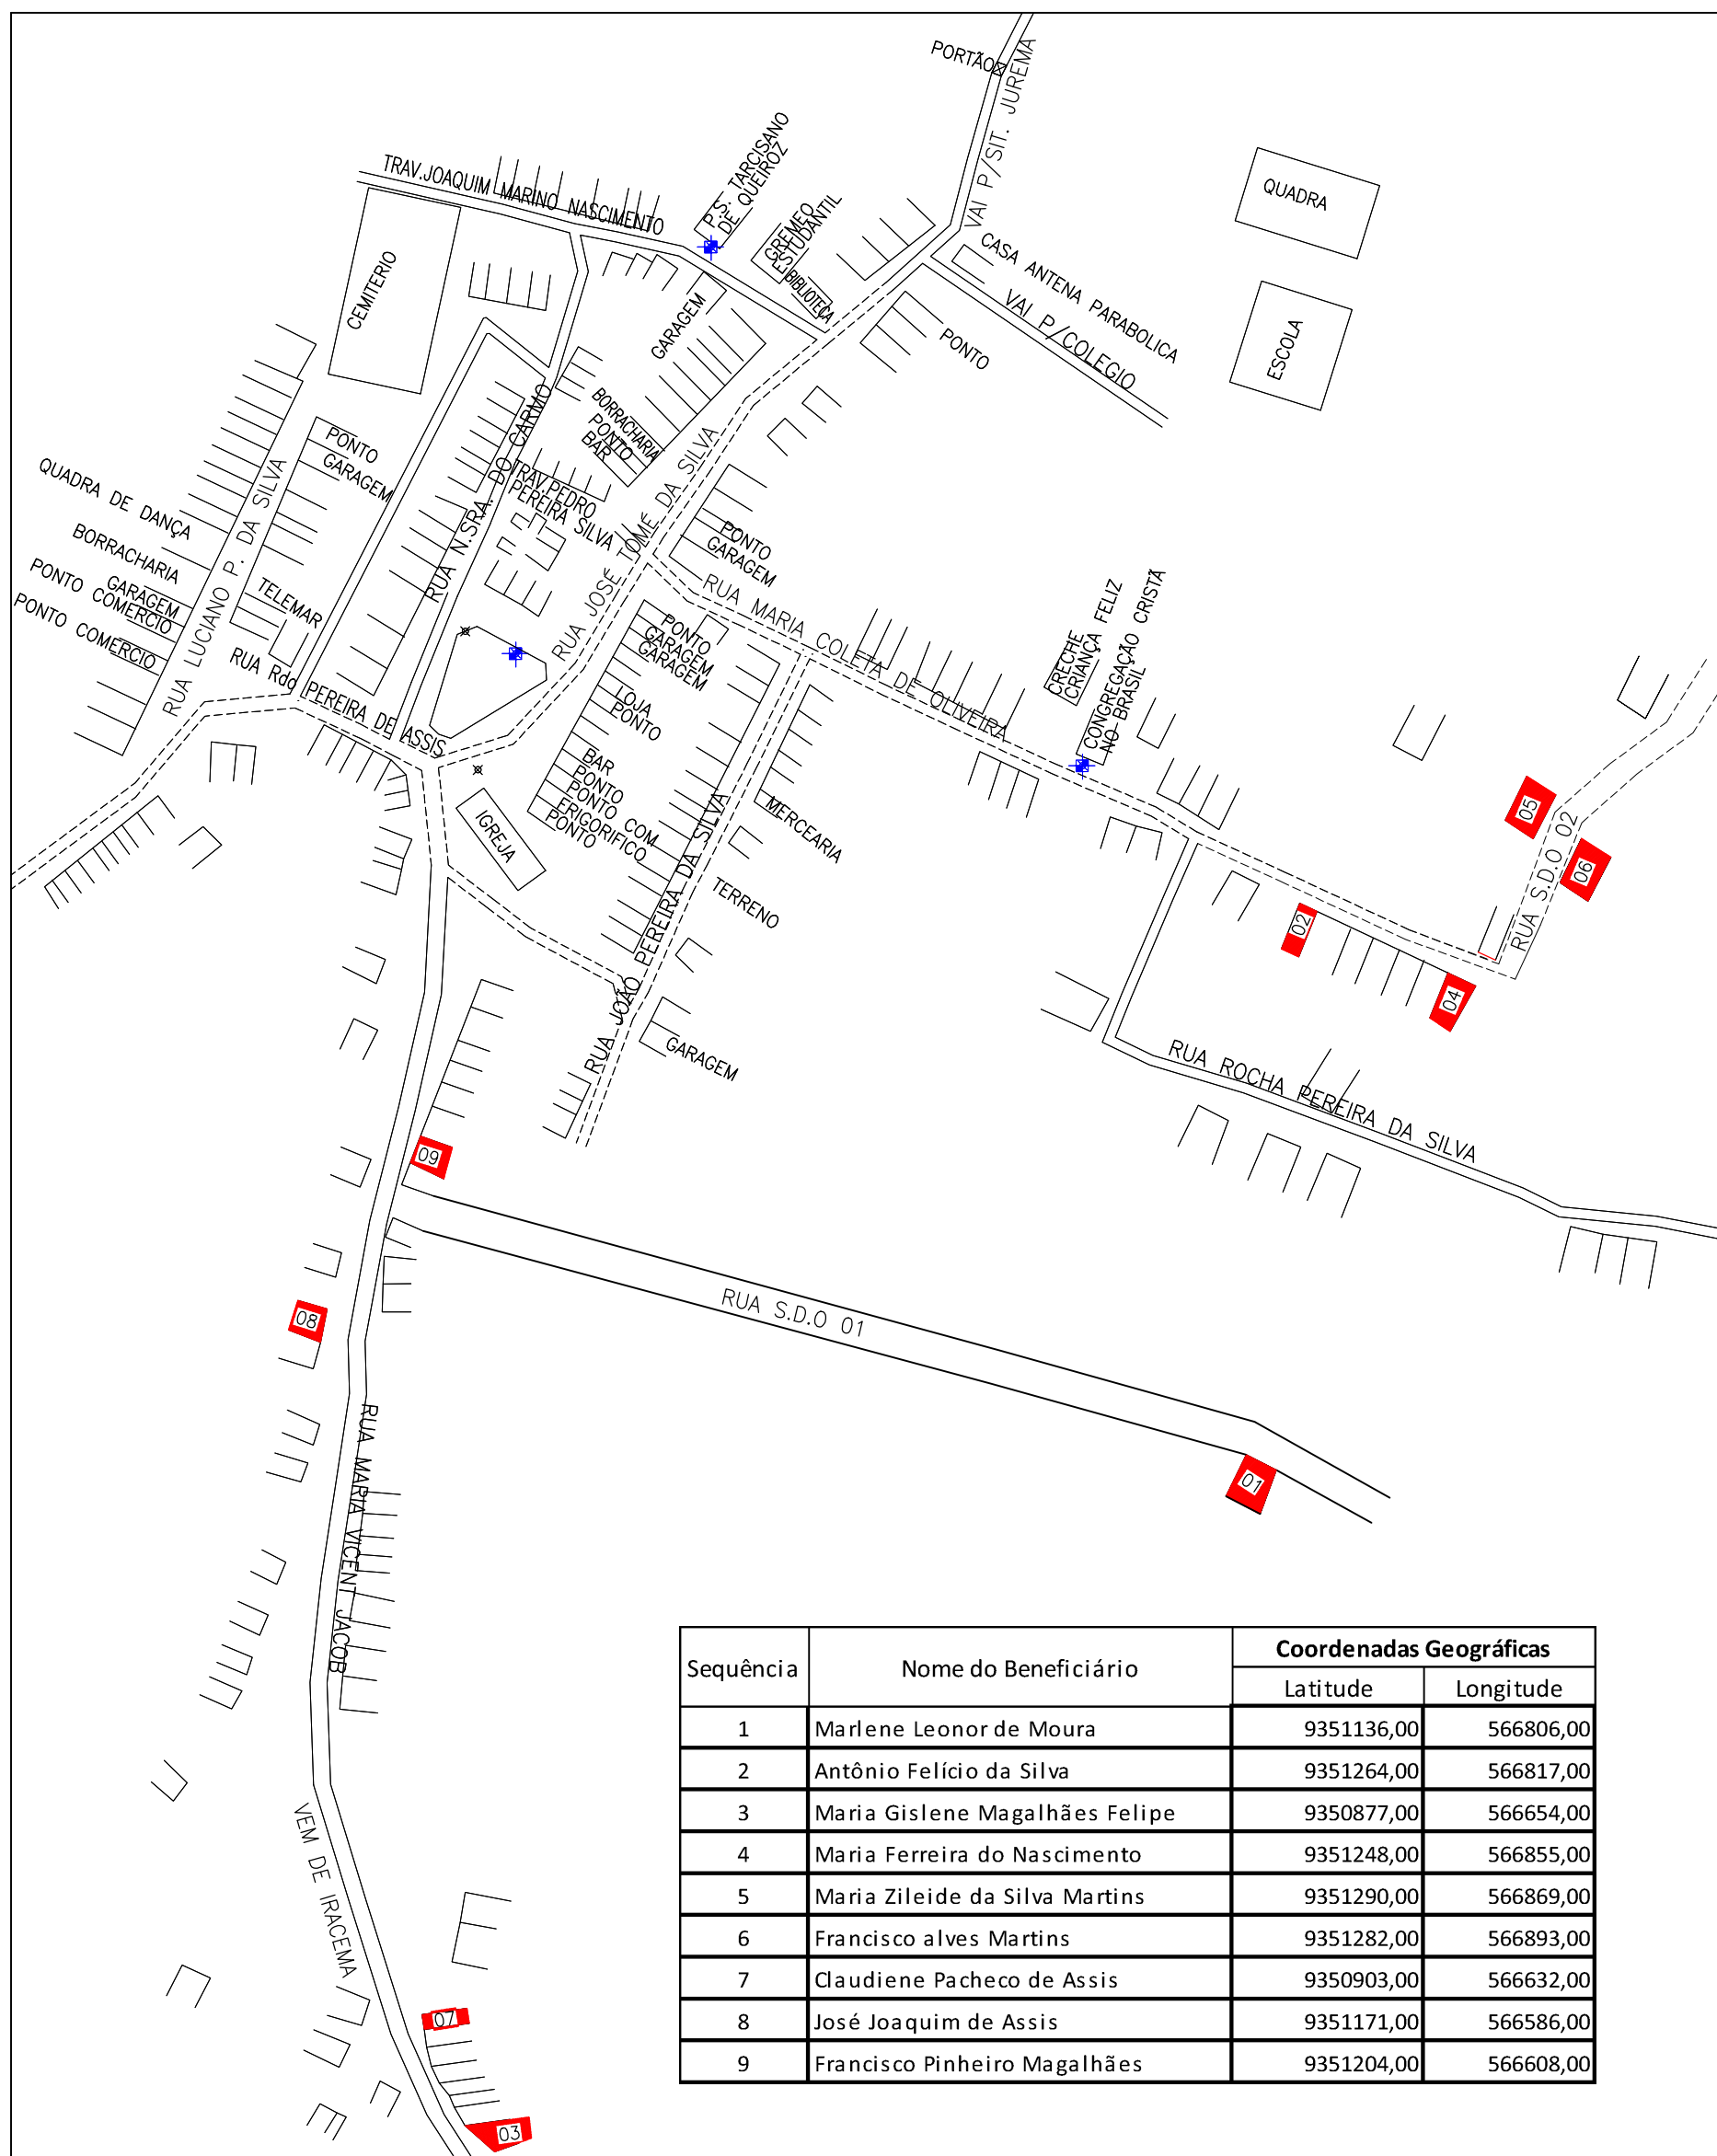 PORTÃO
VAI P/SIT. JUREMA
TRAV.JOAQUIM MARINO NASCIMENTO
P. S. TARCISANO
DE QUEIROZ
GREMEO
ESTUDANTIL
BIBLIOTECA
QUADRA
CASA ANTENA PARABOLICA
VAI P/COLEGIO
ESCOLA
CEMITERIO
GARAGEM
PONTO
BORRACHARIA
PONTO
BAR
PONTO
GARAGEM
QUADRA DE DANÇA
BORRACHARIA
GARAGEM
PONTO COMERCIO
PONTO COMERCIO
RUA LUCIANO P. DA SILVA
TELEMAR
RUA N.SRA. DO CARMO
TRAV.PEDRO
PEREIRA SILVA
RUA JOSÉ TOMÉ DA SILVA
PONTO
GARAGEM
RUA MARIA COLETA DE OLIVEIRA
RUA Rdo PEREIRA DE ASSIS
PONTO
GARAGEM
GARAGEM
LOJA
PONTO
BAR
PONTO
PONTO COM
FRIGORIFICO
PONTO
IGREJA
CRECHE
CRIANÇA FELIZ
CONGREGAÇÃO CRISTÃ
NO BRASIL
MERCEARIA
TERRENO
RUA JOÃO PEREIRA DA SILVA
GARAGEM
05
06
RUA S.D.O 02
02
04
RUA ROCHA PEREIRA DA SILVA
09
RUA S.D.O 01
08
01
RUA MARIA VICENT JACOB
VEM DE IRACEMA
07
03
Sequência Nome do Beneficiário Coordenadas Geográficas
Latitude Longitude
1 Marlene Leonor de Moura 9351136,00 566806,00
2 Antônio Felício da Silva 9351264,00 566817,00
3 Maria Gislene Magalhães Felipe 9350877,00 566654,00
4 Maria Ferreira do Nascimento 9351248,00 566855,00
5 Maria Zileide da Silva Martins 9351290,00 566869,00
6 Francisco alves Martins 9351282,00 566893,00
7 Claudiene Pacheco de Assis 9350903,00 566632,00
8 José Joaquim de Assis 9351171,00 566586,00
9 Francisco Pinheiro Magalhães 9351204,00 566608,00